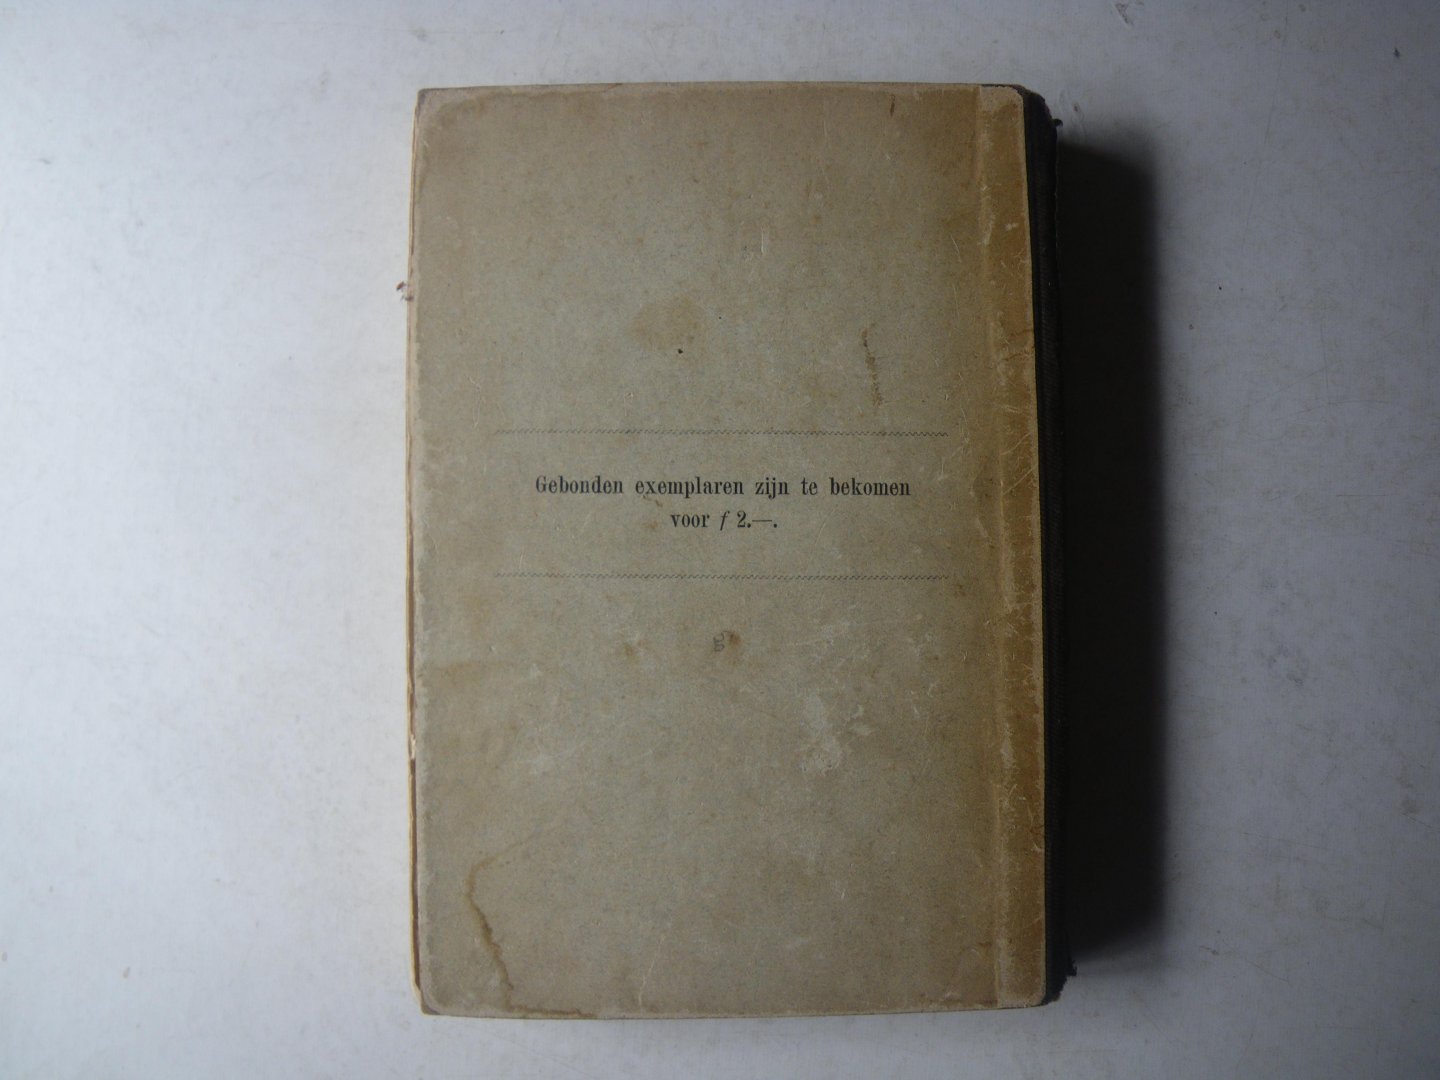 Gebonden exemplaren zijn te bekomen
voor f 2.—.